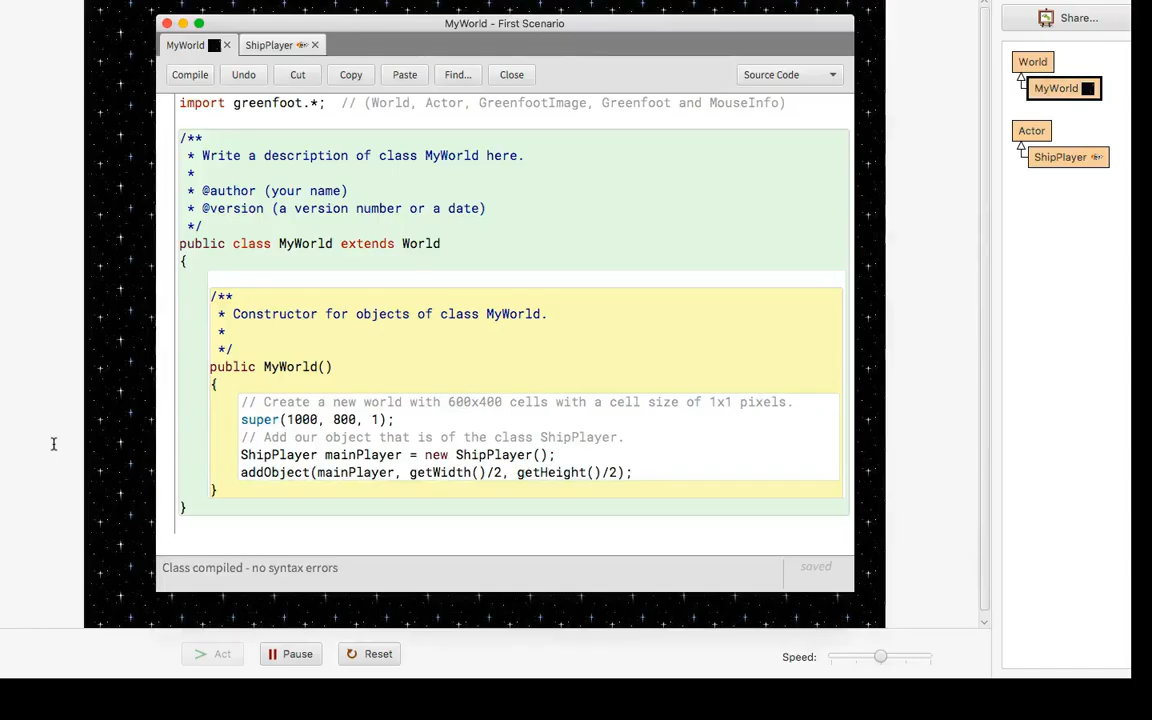 MyWorld - First Scenario
MyWorld ShipPlayer
Compile Undo Cut Copy Paste Find... Close Source Code
import greenfoot.*;  // (World, Actor, GreenfootImage, Greenfoot and MouseInfo)
/**
 * Write a description of class MyWorld here.
 *
 * @author (your name)
 * @version (a version number or a date)
 */
public class MyWorld extends World
{
/**
 * Constructor for objects of class MyWorld.
 *
 */
public MyWorld()
{
// Create a new world with 600x400 cells with a cell size of 1x1 pixels.
super(1000, 800, 1);
// Add our object that is of the class ShipPlayer.
ShipPlayer mainPlayer = new ShipPlayer();
addObject(mainPlayer, getWidth()/2, getHeight()/2);
}
}
Class compiled - no syntax errors
saved
Act Pause Reset Speed:
Share...
World
MyWorld
Actor
ShipPlayer